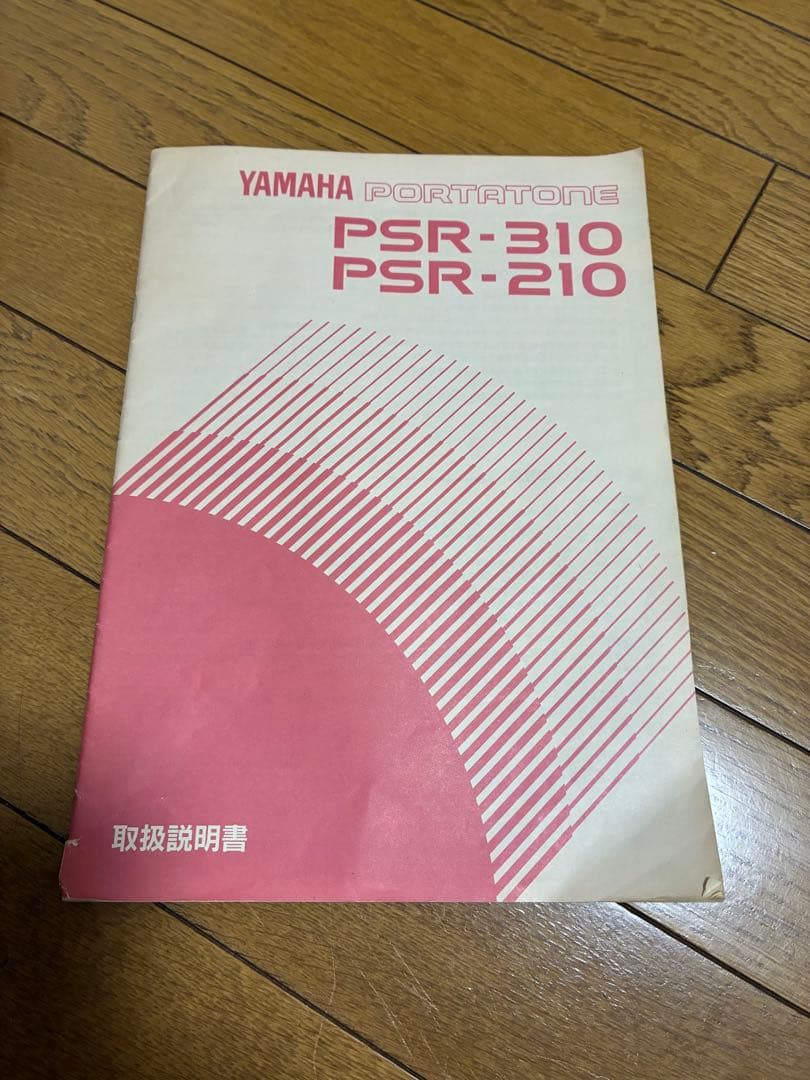 YAMAHA PORTATONE
PSR-310
PSR-210
取扱説明書